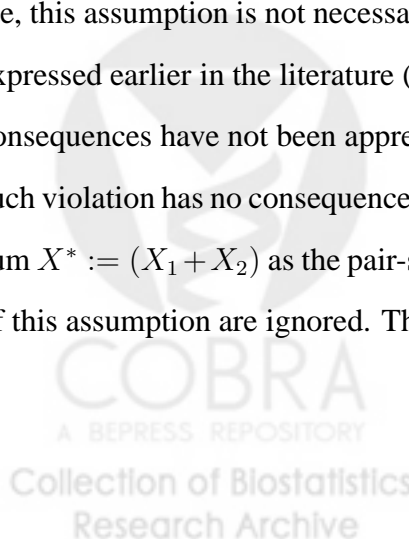 e, this assumption is not necessa
xpressed earlier in the literature (
onsequences have not been appre
uch violation has no consequence
um X* := (X₁+X₂) as the pair-s
f this assumption are ignored. Th
COBRA
A BEPRESS REPOSITORY
Collection of Biostatistics
Research Archive